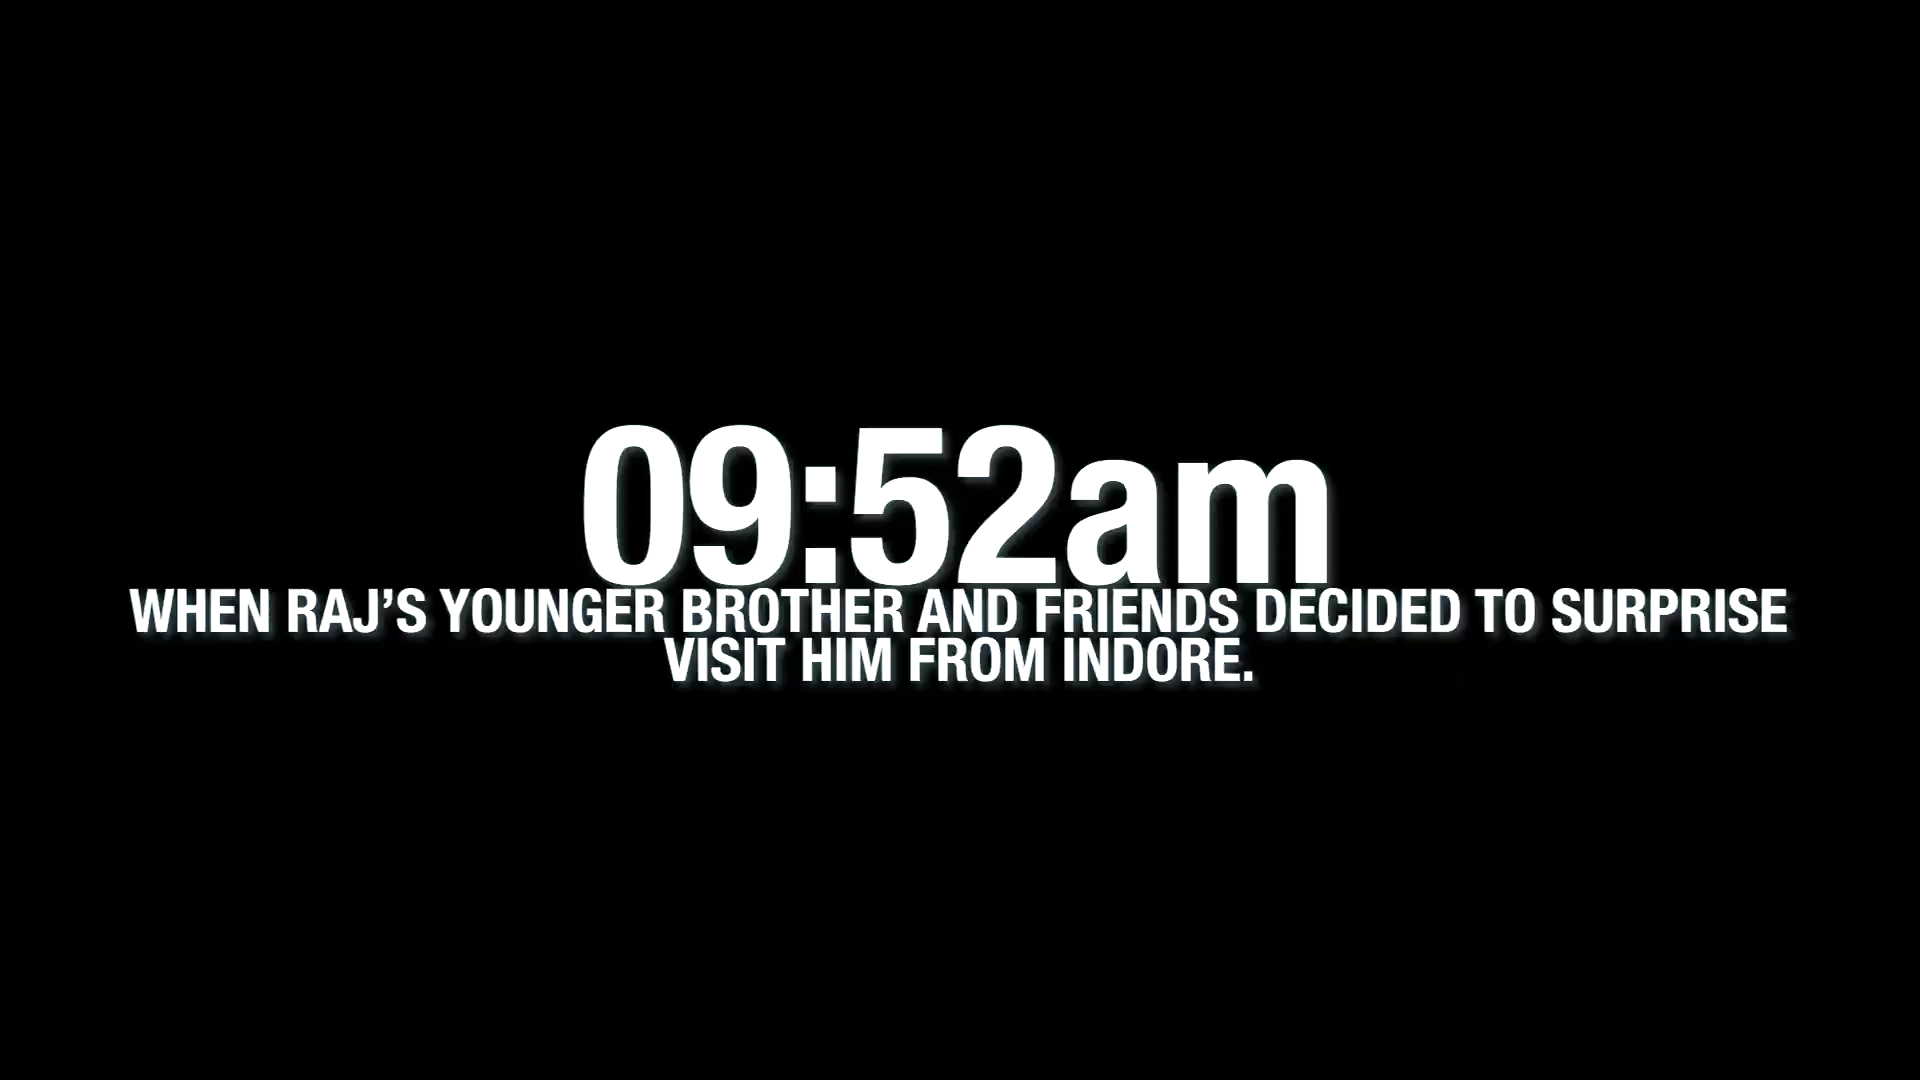 09:52am
WHEN RAJ’S YOUNGER BROTHER AND FRIENDS DECIDED TO SURPRISE
VISIT HIM FROM INDORE.